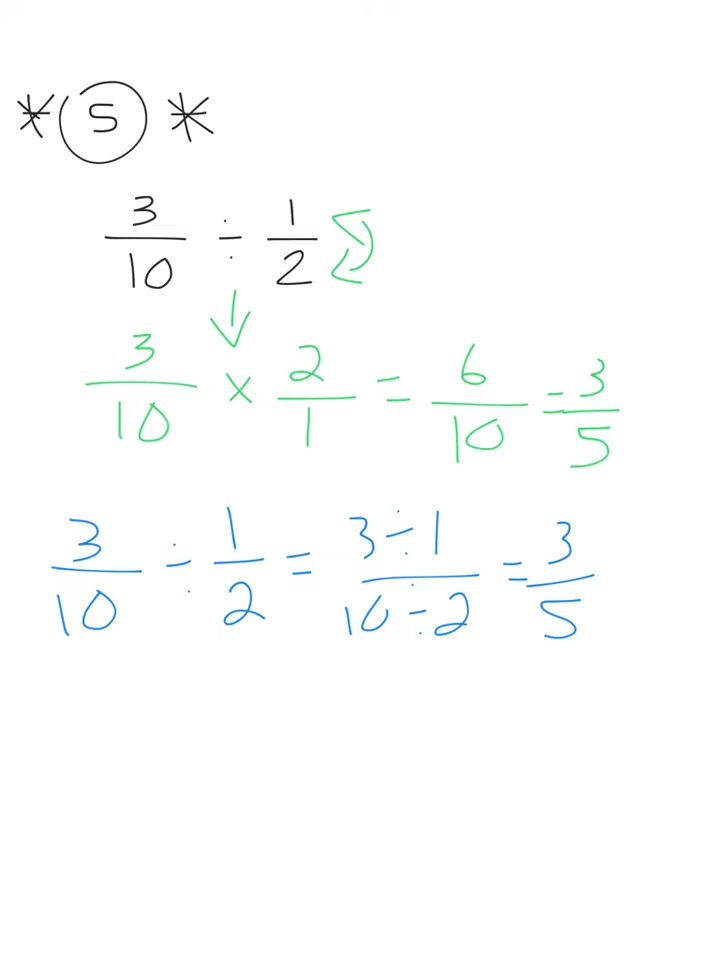 * 5 *
3/10 ÷ 1/2
3/10 × 2/1 = 6/10 = 3/5
3/10 ÷ 1/2 = 3÷1/10÷2 = 3/5